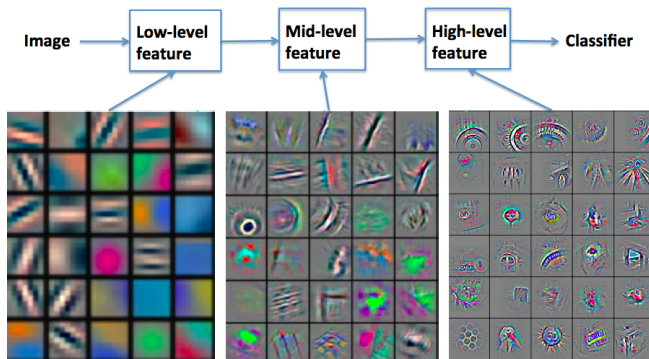 Image
Low-level
feature
Mid-level
feature
High-level
feature
Classifier